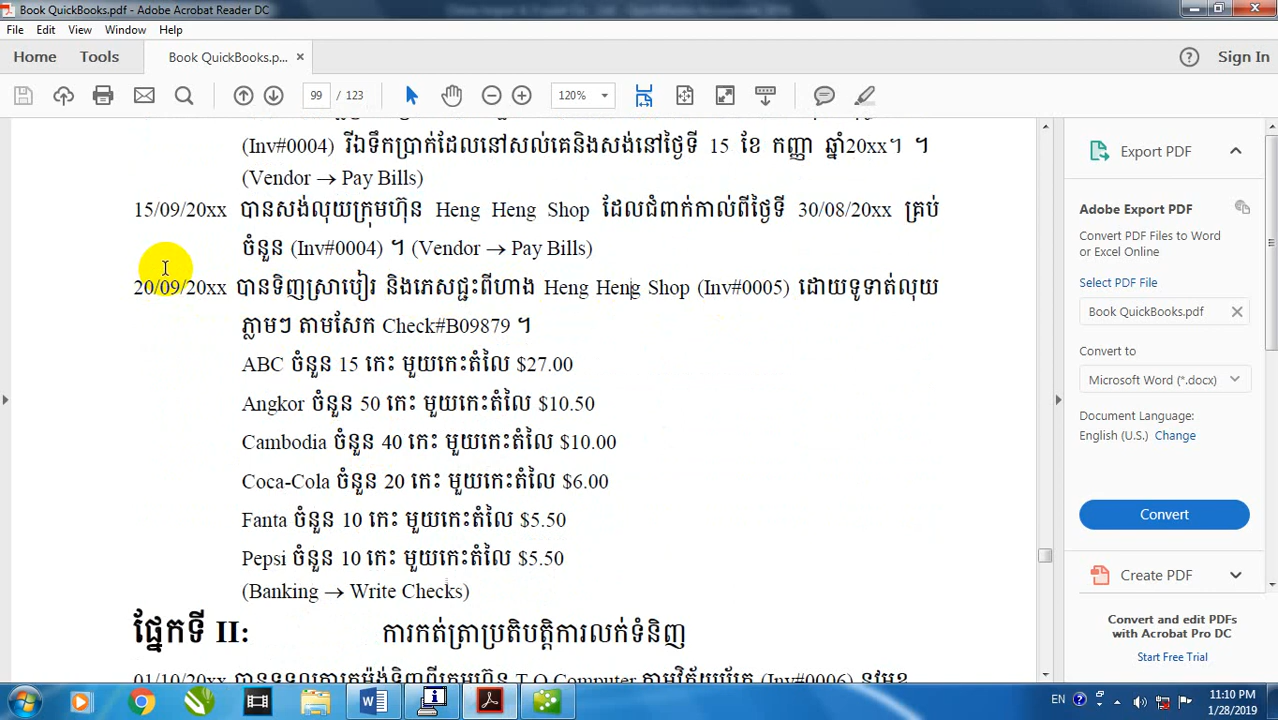 Book QuickBooks.pdf - Adobe Acrobat Reader DC
File Edit View Window Help
Home Tools Book QuickBooks.p... × Sign In
99 / 123 120%
(Inv#0004) រីឯទឹកប្រាក់ដែលនៅសល់គេនិងសង់នៅថ្ងៃទី 15 ខែ កញ្ញា ឆ្នាំ20xx។ ។
(Vendor → Pay Bills)
15/09/20xx បានសង់លុយក្រុមហ៊ុន Heng Heng Shop ដែលជំពាក់កាល់ពីថ្ងៃទី 30/08/20xx គ្រប់
ចំនួន (Inv#0004) ។ (Vendor → Pay Bills)
20/09/20xx បានទិញស្រាបៀរ និងភេសជ្ជះពីហាង Heng Heng Shop (Inv#0005) ដោយទូទាត់លុយ
ភ្លាមៗ តាមសែក Check#B09879 ។
ABC ចំនួន 15 កេះ មួយកេះតំលៃ $27.00
Angkor ចំនួន 50 កេះ មួយកេះតំលៃ $10.50
Cambodia ចំនួន 40 កេះ មួយកេះតំលៃ $10.00
Coca-Cola ចំនួន 20 កេះ មួយកេះតំលៃ $6.00
Fanta ចំនួន 10 កេះ មួយកេះតំលៃ $5.50
Pepsi ចំនួន 10 កេះ មួយកេះតំលៃ $5.50
(Banking → Write Checks)
ផ្នែកទី II: ការកត់ត្រាប្រតិបត្តិការលក់ទំនិញ
Export PDF
Adobe Export PDF
Convert PDF Files to Word
or Excel Online
Select PDF File
Book QuickBooks.pdf ×
Convert to
Microsoft Word (*.docx)
Document Language:
English (U.S.) Change
Convert
Create PDF
Convert and edit PDFs
with Acrobat Pro DC
Start Free Trial
EN
11:10 PM
1/28/2019